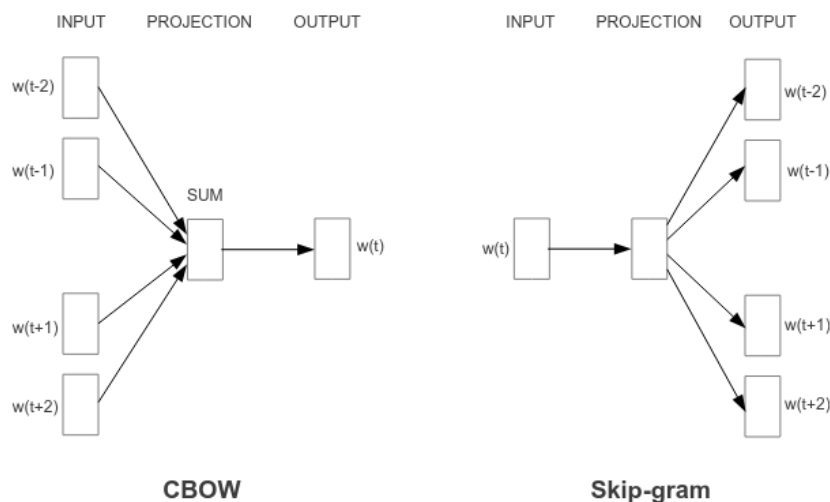 INPUT PROJECTION OUTPUT
w(t-2)
w(t-1)
SUM
w(t)
w(t+1)
w(t+2)
CBOW
INPUT PROJECTION OUTPUT
w(t-2)
w(t-1)
w(t)
w(t+1)
w(t+2)
Skip-gram